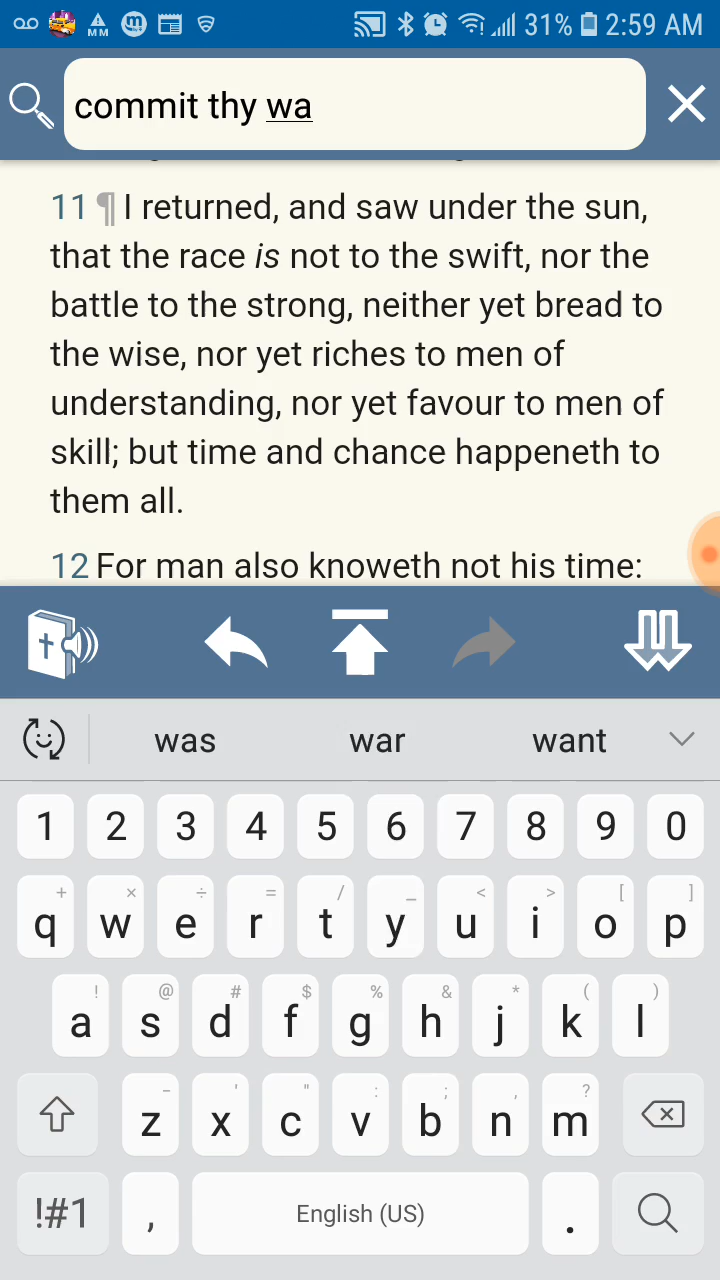 MM m 31% 2:59 AM
commit thy wa
11 ¶ I returned, and saw under the sun,
that the race is not to the swift, nor the
battle to the strong, neither yet bread to
the wise, nor yet riches to men of
understanding, nor yet favour to men of
skill; but time and chance happeneth to
them all.
12 For man also knoweth not his time:
was war want
1 2 3 4 5 6 7 8 9 0
+ × ÷ = / _ < > [ ]
q w e r t y u i o p
! @ # $ % & * ( )
a s d f g h j k l
- ' " : ; , ?
z x c v b n m
!#1 , English (US) .